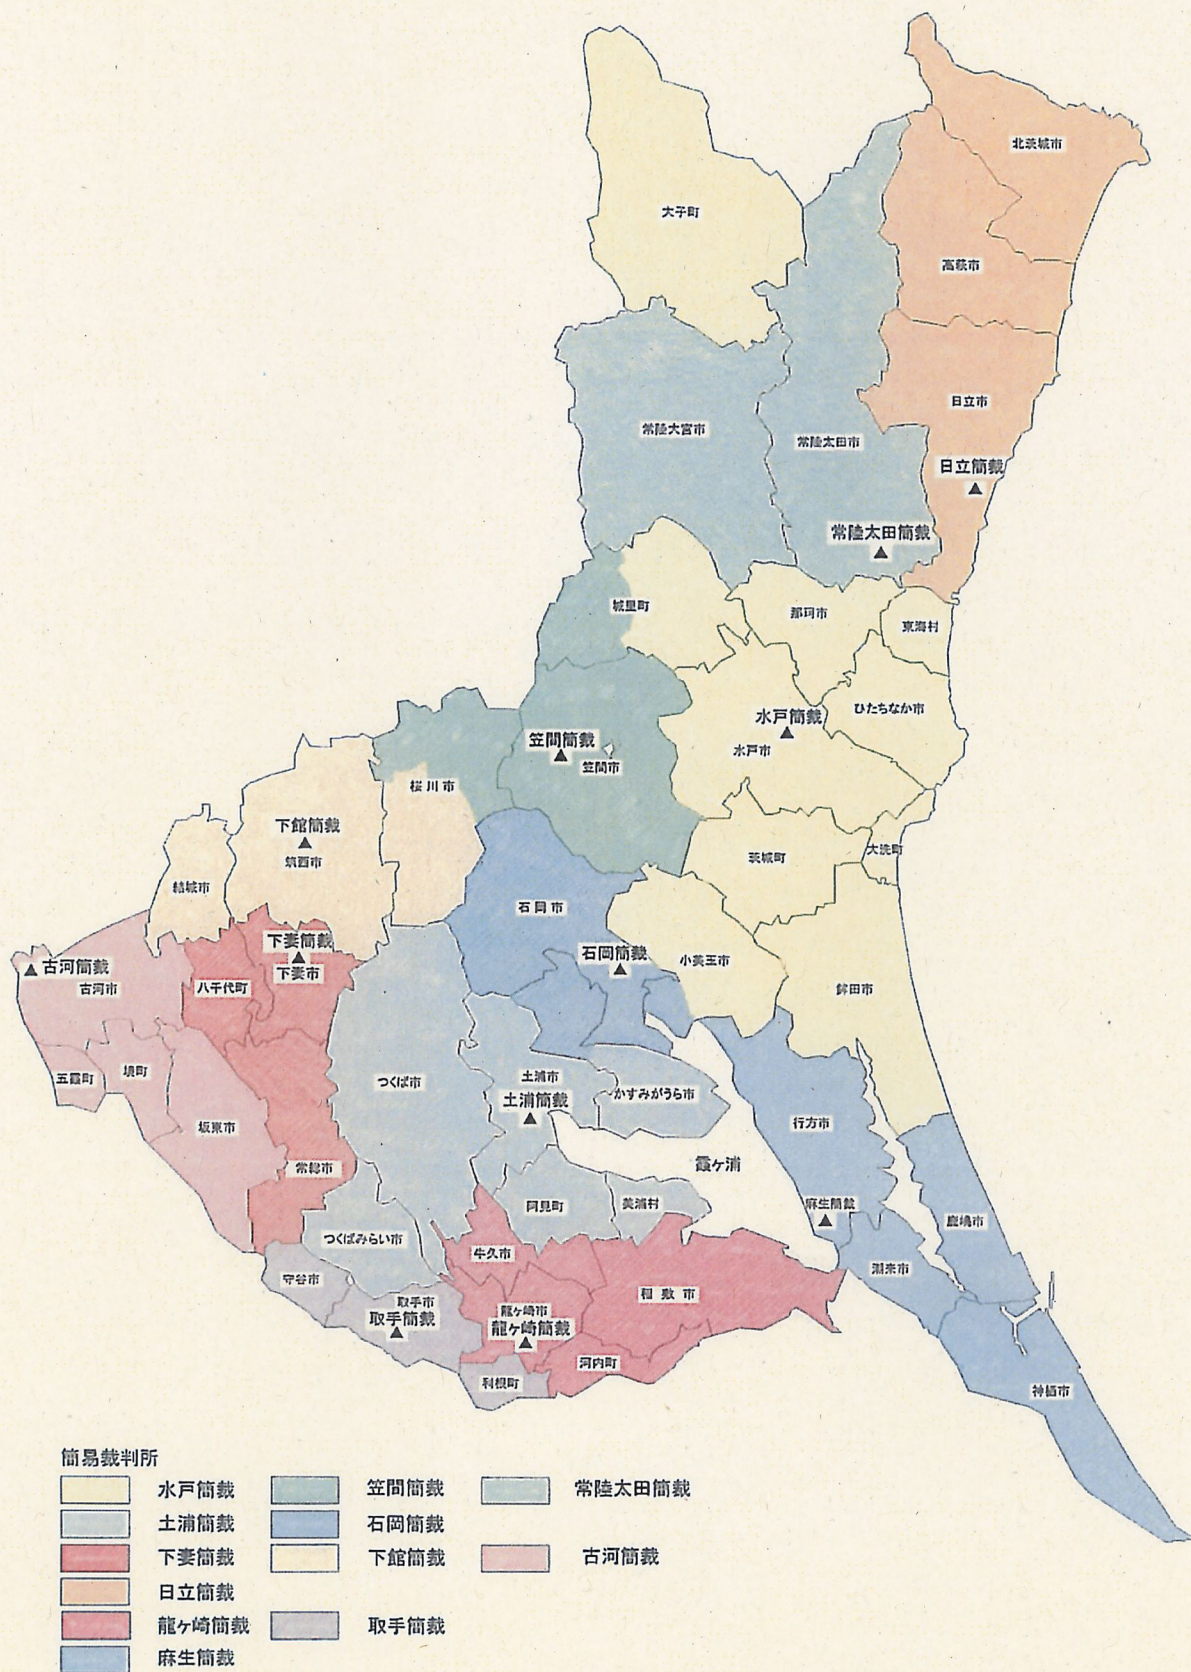 北茨城市
大子町
高萩市
日立市
常陸大宮市
常陸太田市
日立簡裁
常陸太田簡裁
城里町
那珂市
東海村
ひたちなか市
水戸簡裁
水戸市
笠間簡裁
笠間市
桜川市
下館簡裁
筑西市
結城市
茨城町
大洗町
石岡市
石岡簡裁
小美玉市
鉾田市
下妻簡裁
下妻市
古河簡裁
古河市
八千代町
五霞町
境町
つくば市
土浦市
土浦簡裁
かすみがうら市
坂東市
行方市
常総市
霞ヶ浦
阿見町
美浦村
麻生簡裁
鹿嶋市
つくばみらい市
牛久市
潮来市
守谷市
稲敷市
取手市
取手簡裁
龍ヶ崎市
龍ヶ崎簡裁
河内町
利根町
神栖市
簡易裁判所
水戸簡裁 笠間簡裁 常陸太田簡裁
土浦簡裁 石岡簡裁
下妻簡裁 下館簡裁 古河簡裁
日立簡裁
龍ヶ崎簡裁 取手簡裁
麻生簡裁